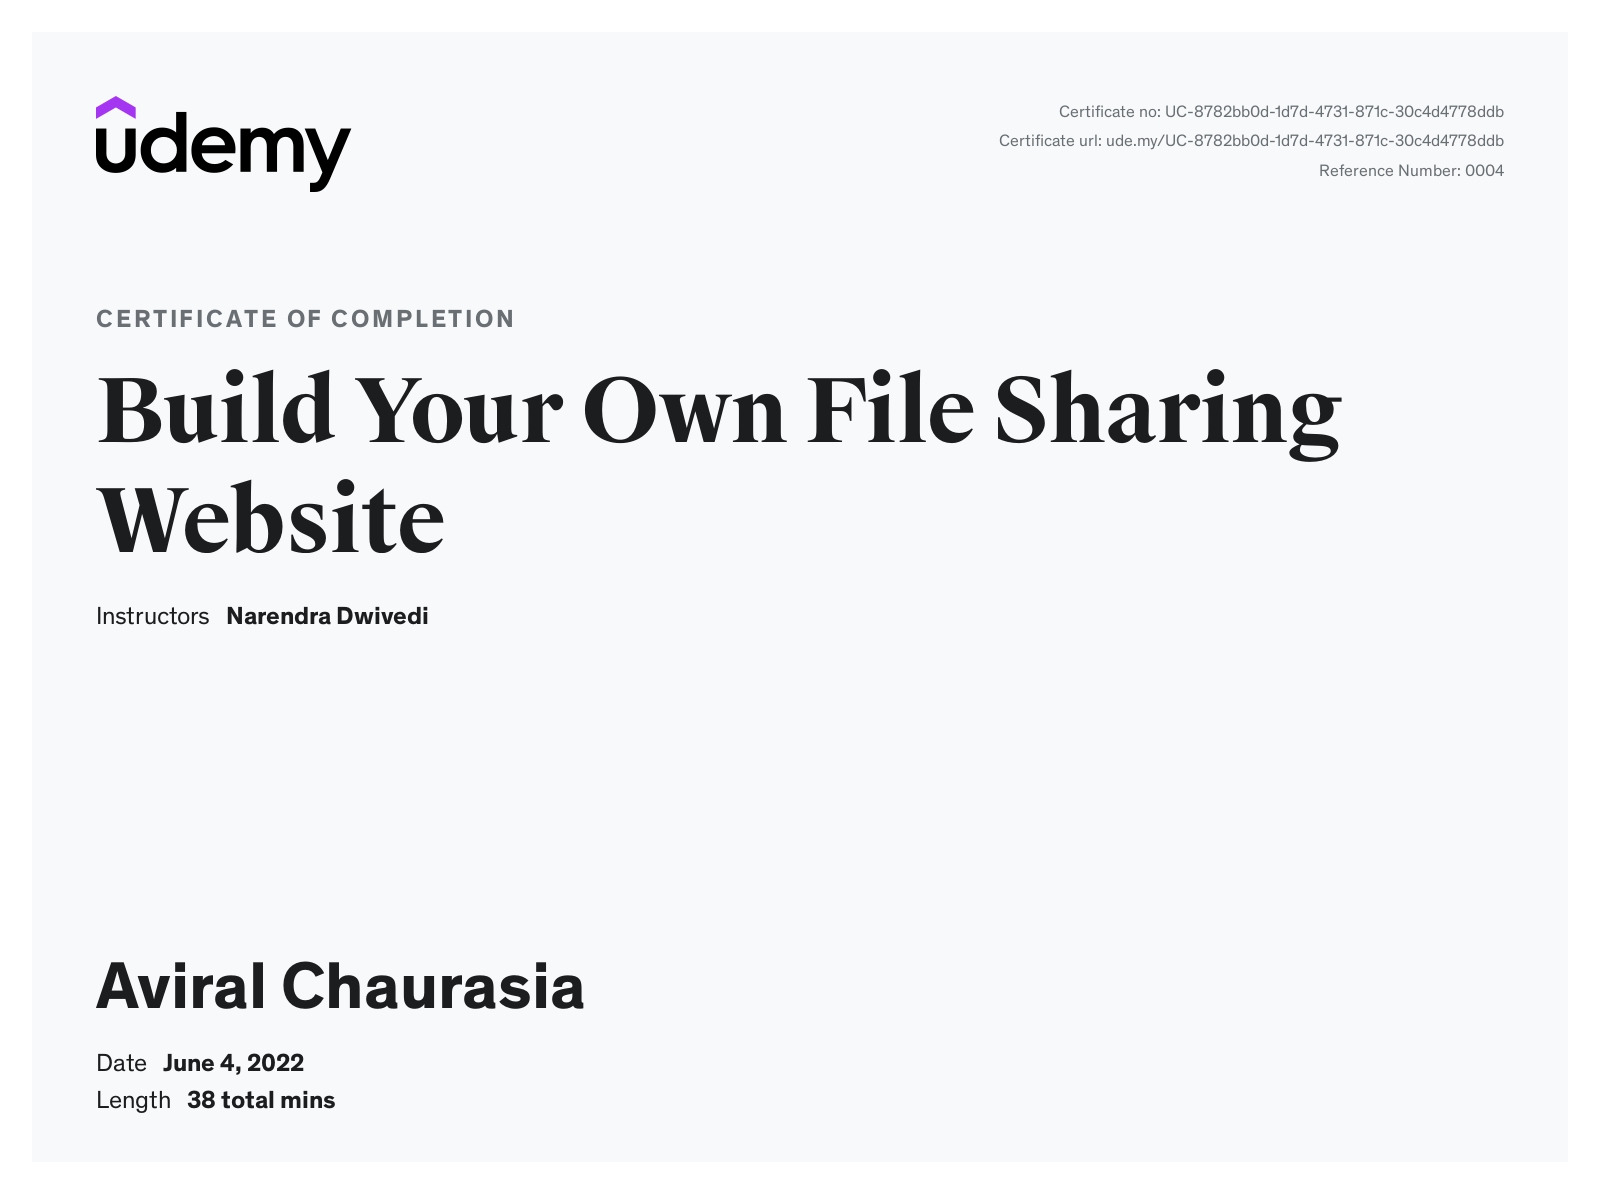 udemy
Certificate no: UC-8782bb0d-1d7d-4731-871c-30c4d4778ddb
Certificate url: ude.my/UC-8782bb0d-1d7d-4731-871c-30c4d4778ddb
Reference Number: 0004
CERTIFICATE OF COMPLETION
Build Your Own File Sharing
Website
Instructors Narendra Dwivedi
Aviral Chaurasia
Date June 4, 2022
Length 38 total mins